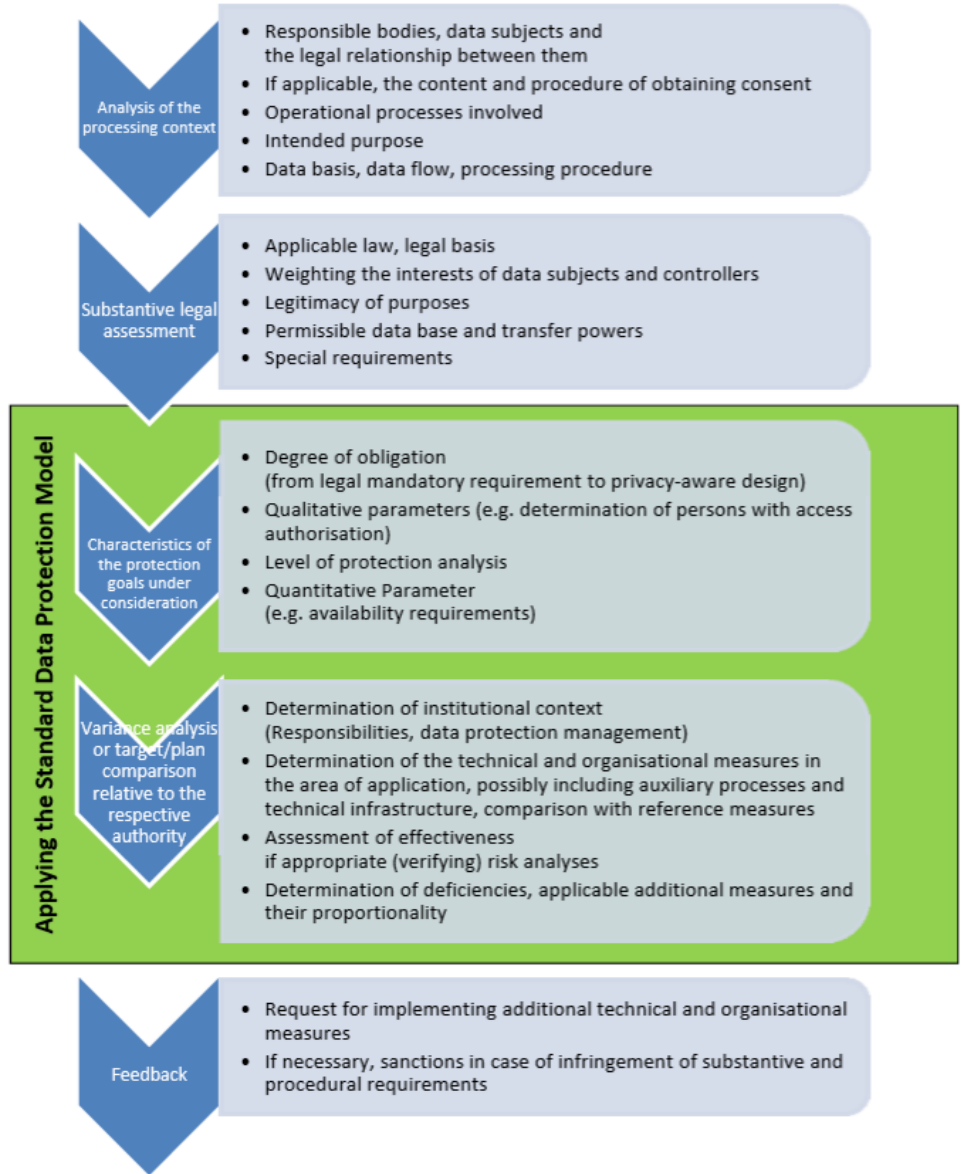 Analysis of the
processing context
• Responsible bodies, data subjects and
the legal relationship between them
• If applicable, the content and procedure of obtaining consent
• Operational processes involved
• Intended purpose
• Data basis, data flow, processing procedure
Substantive legal
assessment
• Applicable law, legal basis
• Weighting the interests of data subjects and controllers
• Legitimacy of purposes
• Permissible data base and transfer powers
• Special requirements
Applying the Standard Data Protection Model
Characteristics of
the protection
goals under
consideration
• Degree of obligation
(from legal mandatory requirement to privacy-aware design)
• Qualitative parameters (e.g. determination of persons with access
authorisation)
• Level of protection analysis
• Quantitative Parameter
(e.g. availability requirements)
Variance analysis
or target/plan
comparison
relative to the
respective
authority
• Determination of institutional context
(Responsibilities, data protection management)
• Determination of the technical and organisational measures in
the area of application, possibly including auxiliary processes and
technical infrastructure, comparison with reference measures
• Assessment of effectiveness
if appropriate (verifying) risk analyses
• Determination of deficiencies, applicable additional measures and
their proportionality
Feedback
• Request for implementing additional technical and organisational
measures
• If necessary, sanctions in case of infringement of substantive and
procedural requirements